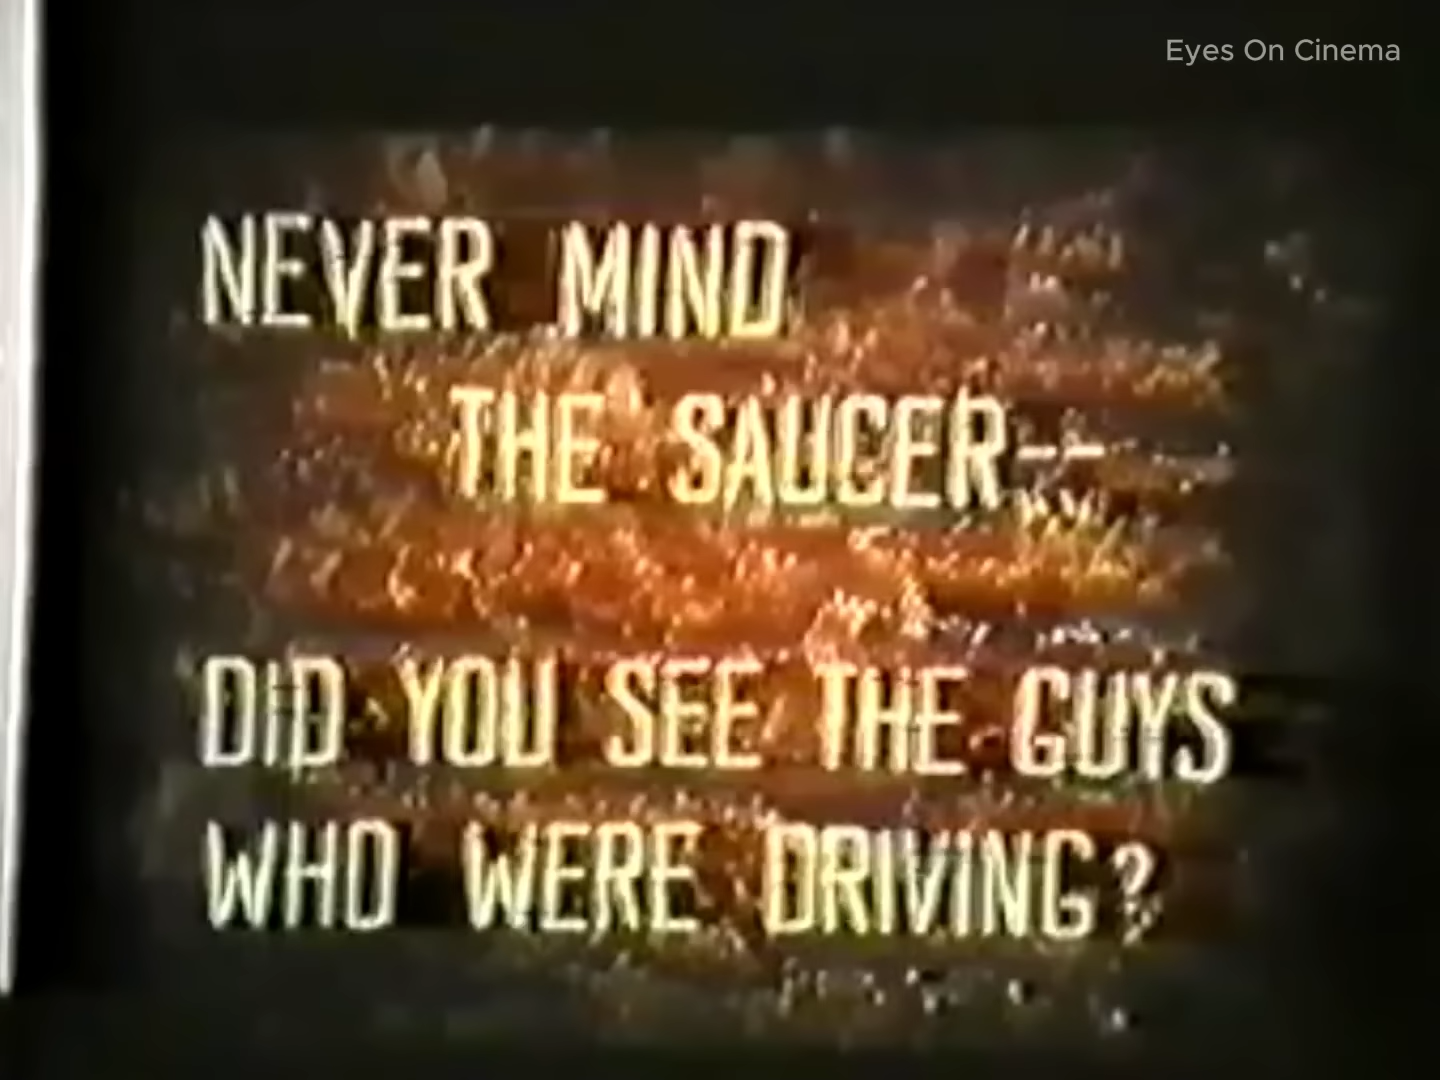 Eyes On Cinema
NEVER MIND
THE SAUCER--
DID YOU SEE THE GUYS
WHO WERE DRIVING?